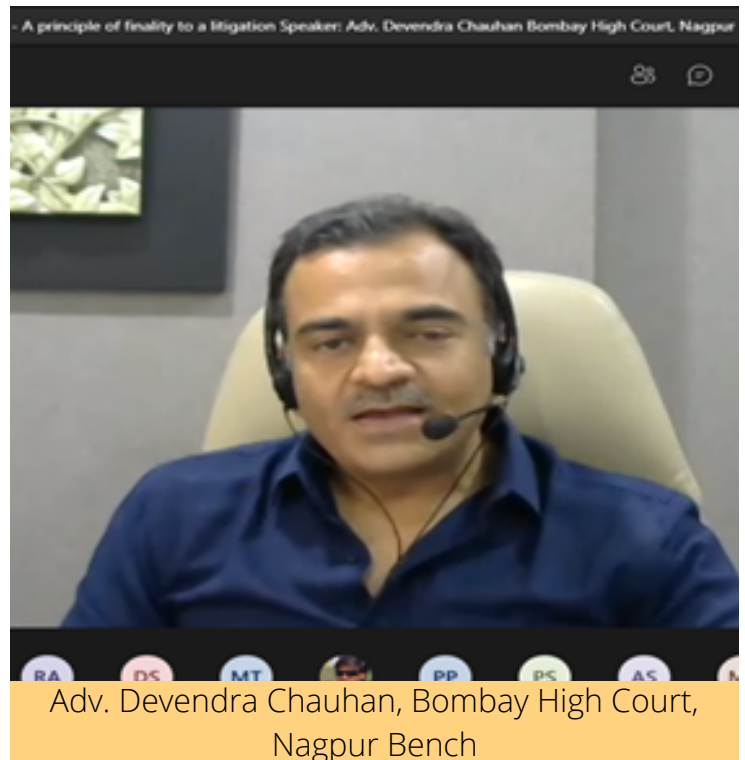 - A principle of finality to a litigation Speaker: Adv. Devendra Chauhan Bombay High Court, Nagpur
RA DS MT PP PS AS
Adv. Devendra Chauhan, Bombay High Court,
Nagpur Bench